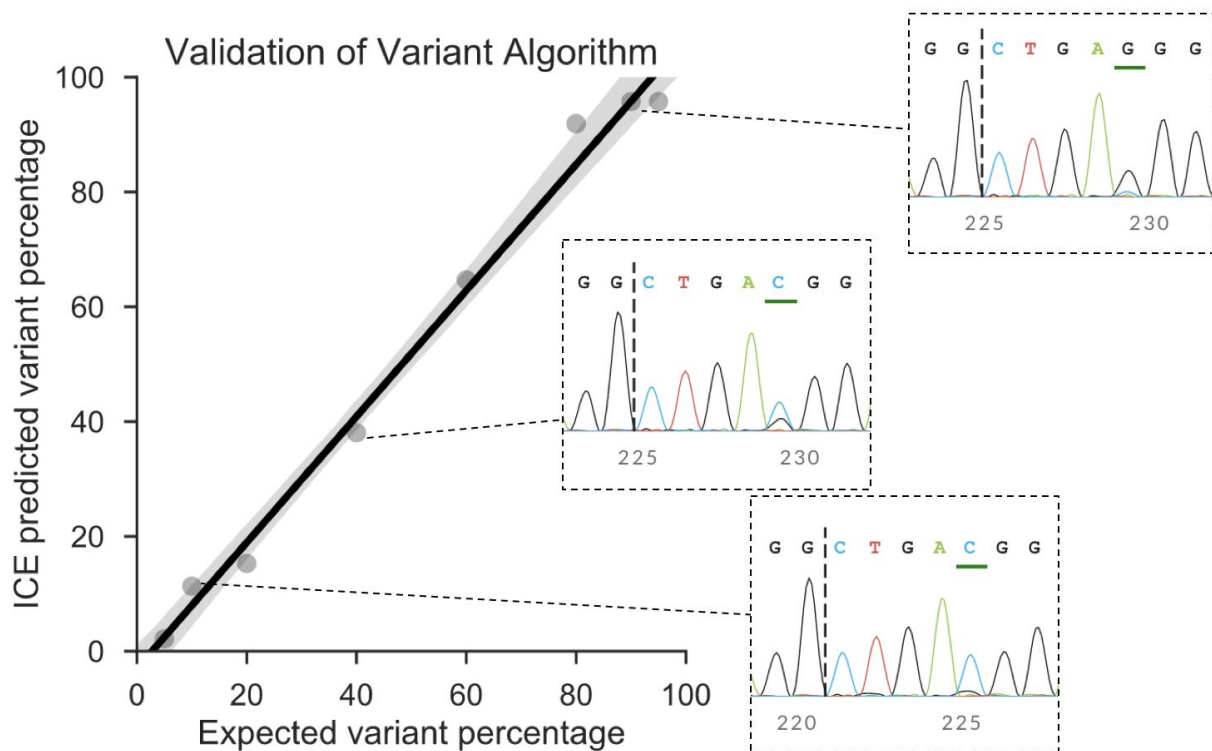 Validation of Variant Algorithm
ICE predicted variant percentage
100
80
60
40
20
0
0 20 40 60 80 100
Expected variant percentage
G G C T G A G G G
225 230
G G C T G A C G G
225 230
G G C T G A C G G
220 225